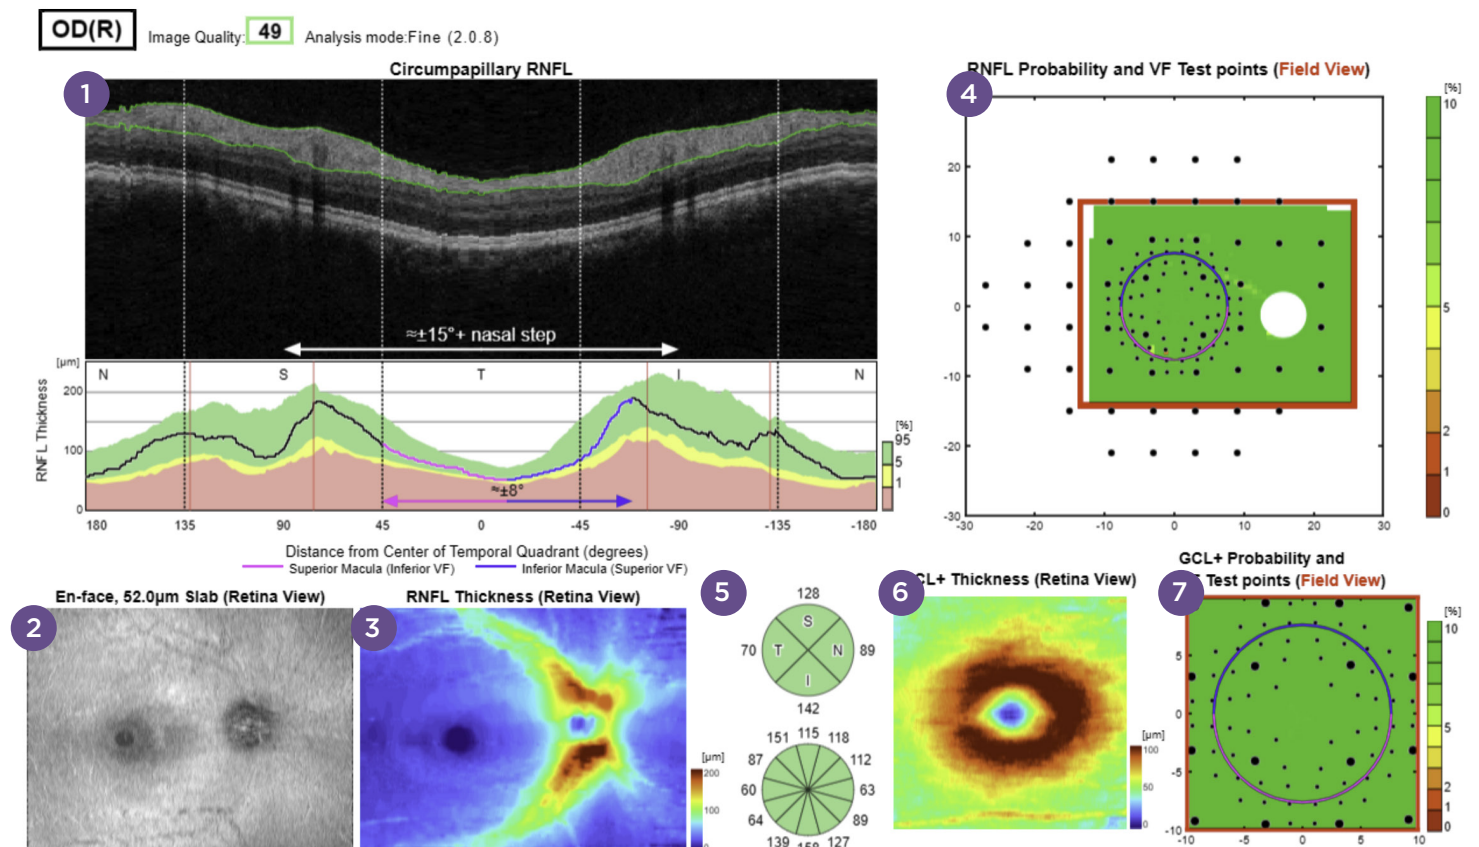 OD(R) Image Quality: 49 Analysis mode:Fine (2.0.8)
1
Circumpapillary RNFL
≈±15°+ nasal step
[µm]
RNFL Thickness
200
100
0
N S T I N
≈±8°
[%]
95
5
1
180 135 90 45 0 -45 -90 -135 -180
Distance from Center of Temporal Quadrant (degrees)
Superior Macula (Inferior VF) Inferior Macula (Superior VF)
4
RNFL Probability and VF Test points (Field View)
20
10
0
-10
-20
-30
-30 -20 -10 0 10 20 30
[%]
10
5
2
1
0
2
En-face, 52.0µm Slab (Retina View)
3
RNFL Thickness (Retina View)
[µm]
200
100
0
5
128
S
70 T N 89
I
142
151 115 118
87 112
60 63
64 89
139 158 127
6
CL+ Thickness (Retina View)
[µm]
100
50
0
7
GCL+ Probability and
Test points (Field View)
5
0
-5
-10
-10 -5 0 5 10
[%]
10
5
2
1
0